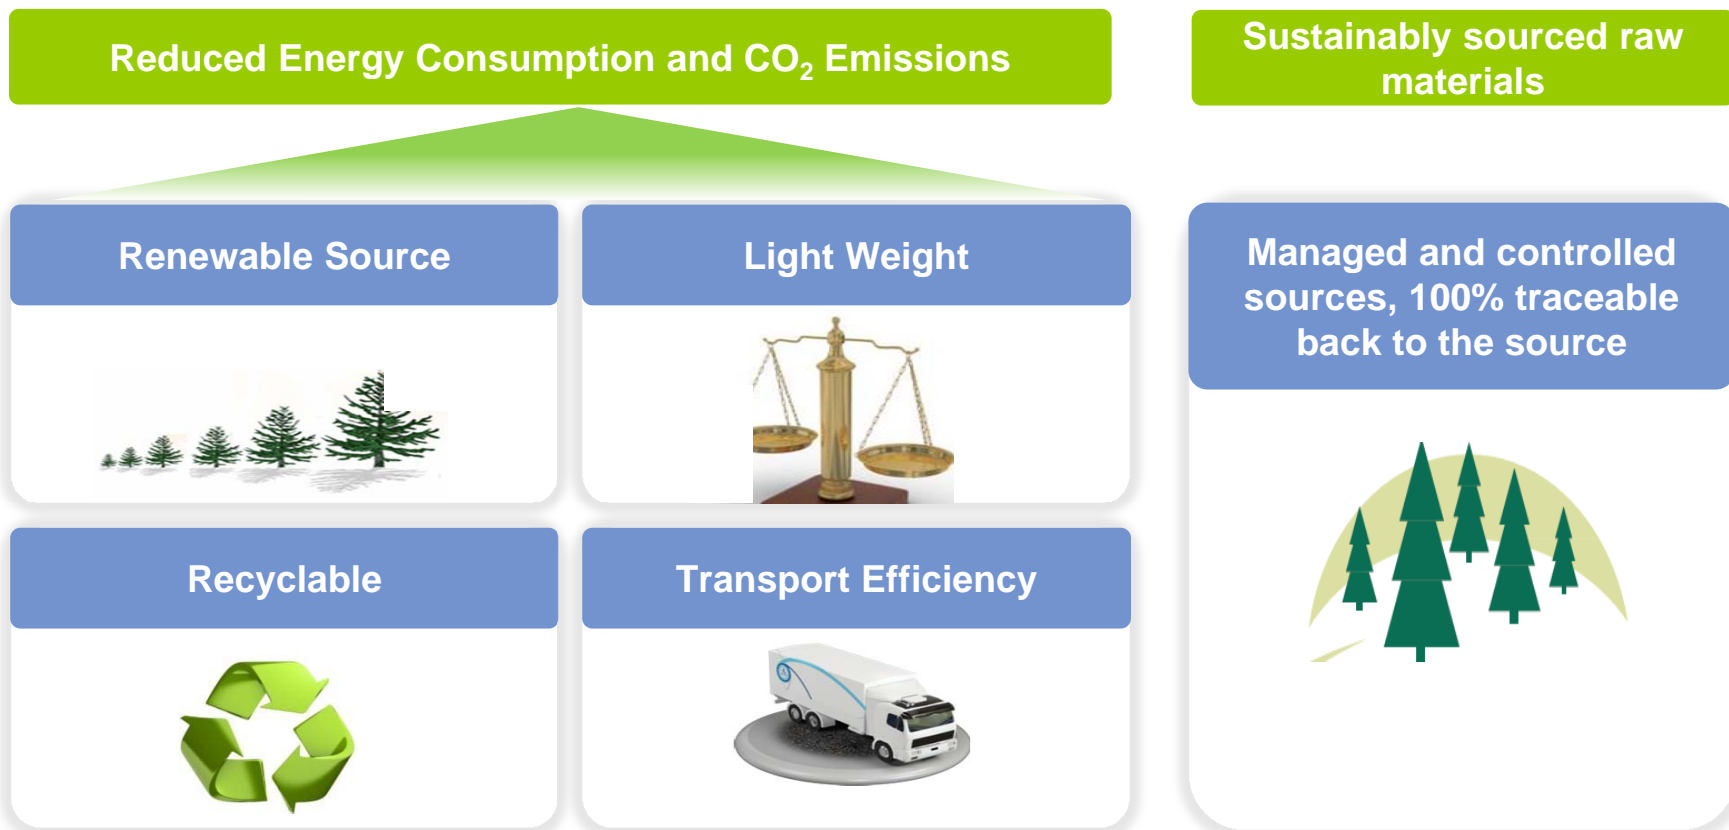 Reduced Energy Consumption and CO₂ Emissions
Sustainably sourced raw
materials
Renewable Source
Light Weight
Managed and controlled
sources, 100% traceable
back to the source
Recyclable
Transport Efficiency